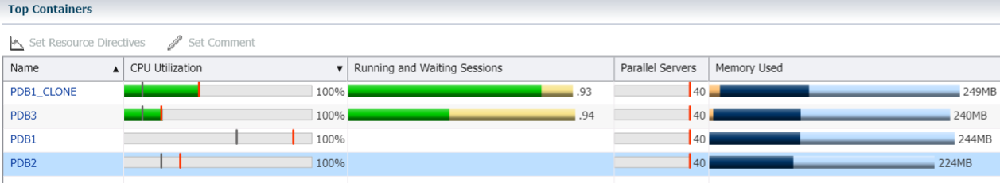 Top Containers
Set Resource Directives Set Comment
Name CPU Utilization Running and Waiting Sessions Parallel Servers Memory Used
PDB1_CLONE 100% .93 40 249MB
PDB3 100% .94 40 240MB
PDB1 100% 40 244MB
PDB2 100% 40 224MB